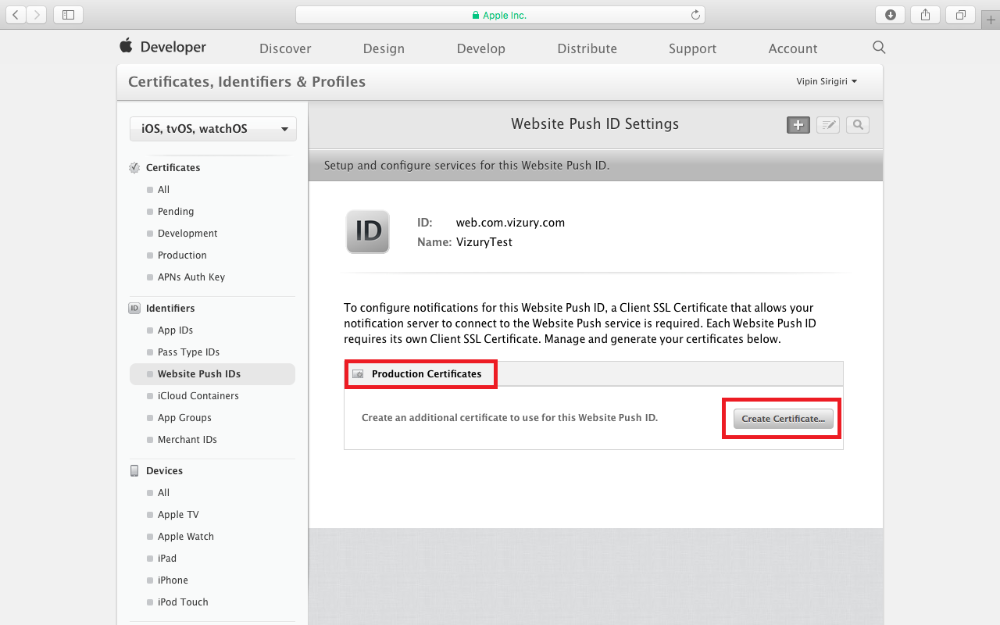 Apple Inc.
Developer
Discover
Design
Develop
Distribute
Support
Account
Certificates, Identifiers & Profiles
Vipin Sirigiri
iOS, tvOS, watchOS
Certificates
All
Pending
Development
Production
APNs Auth Key
ID
Identifiers
App IDs
Pass Type IDs
Website Push IDs
iCloud Containers
App Groups
Merchant IDs
Devices
All
Apple TV
Apple Watch
iPad
iPhone
iPod Touch
Website Push ID Settings
Setup and configure services for this Website Push ID.
ID
ID: web.com.vizury.com
Name: VizuryTest
To configure notifications for this Website Push ID, a Client SSL Certificate that allows your
notification server to connect to the Website Push service is required. Each Website Push ID
requires its own Client SSL Certificate. Manage and generate your certificates below.
Production Certificates
Create an additional certificate to use for this Website Push ID.
Create Certificate...